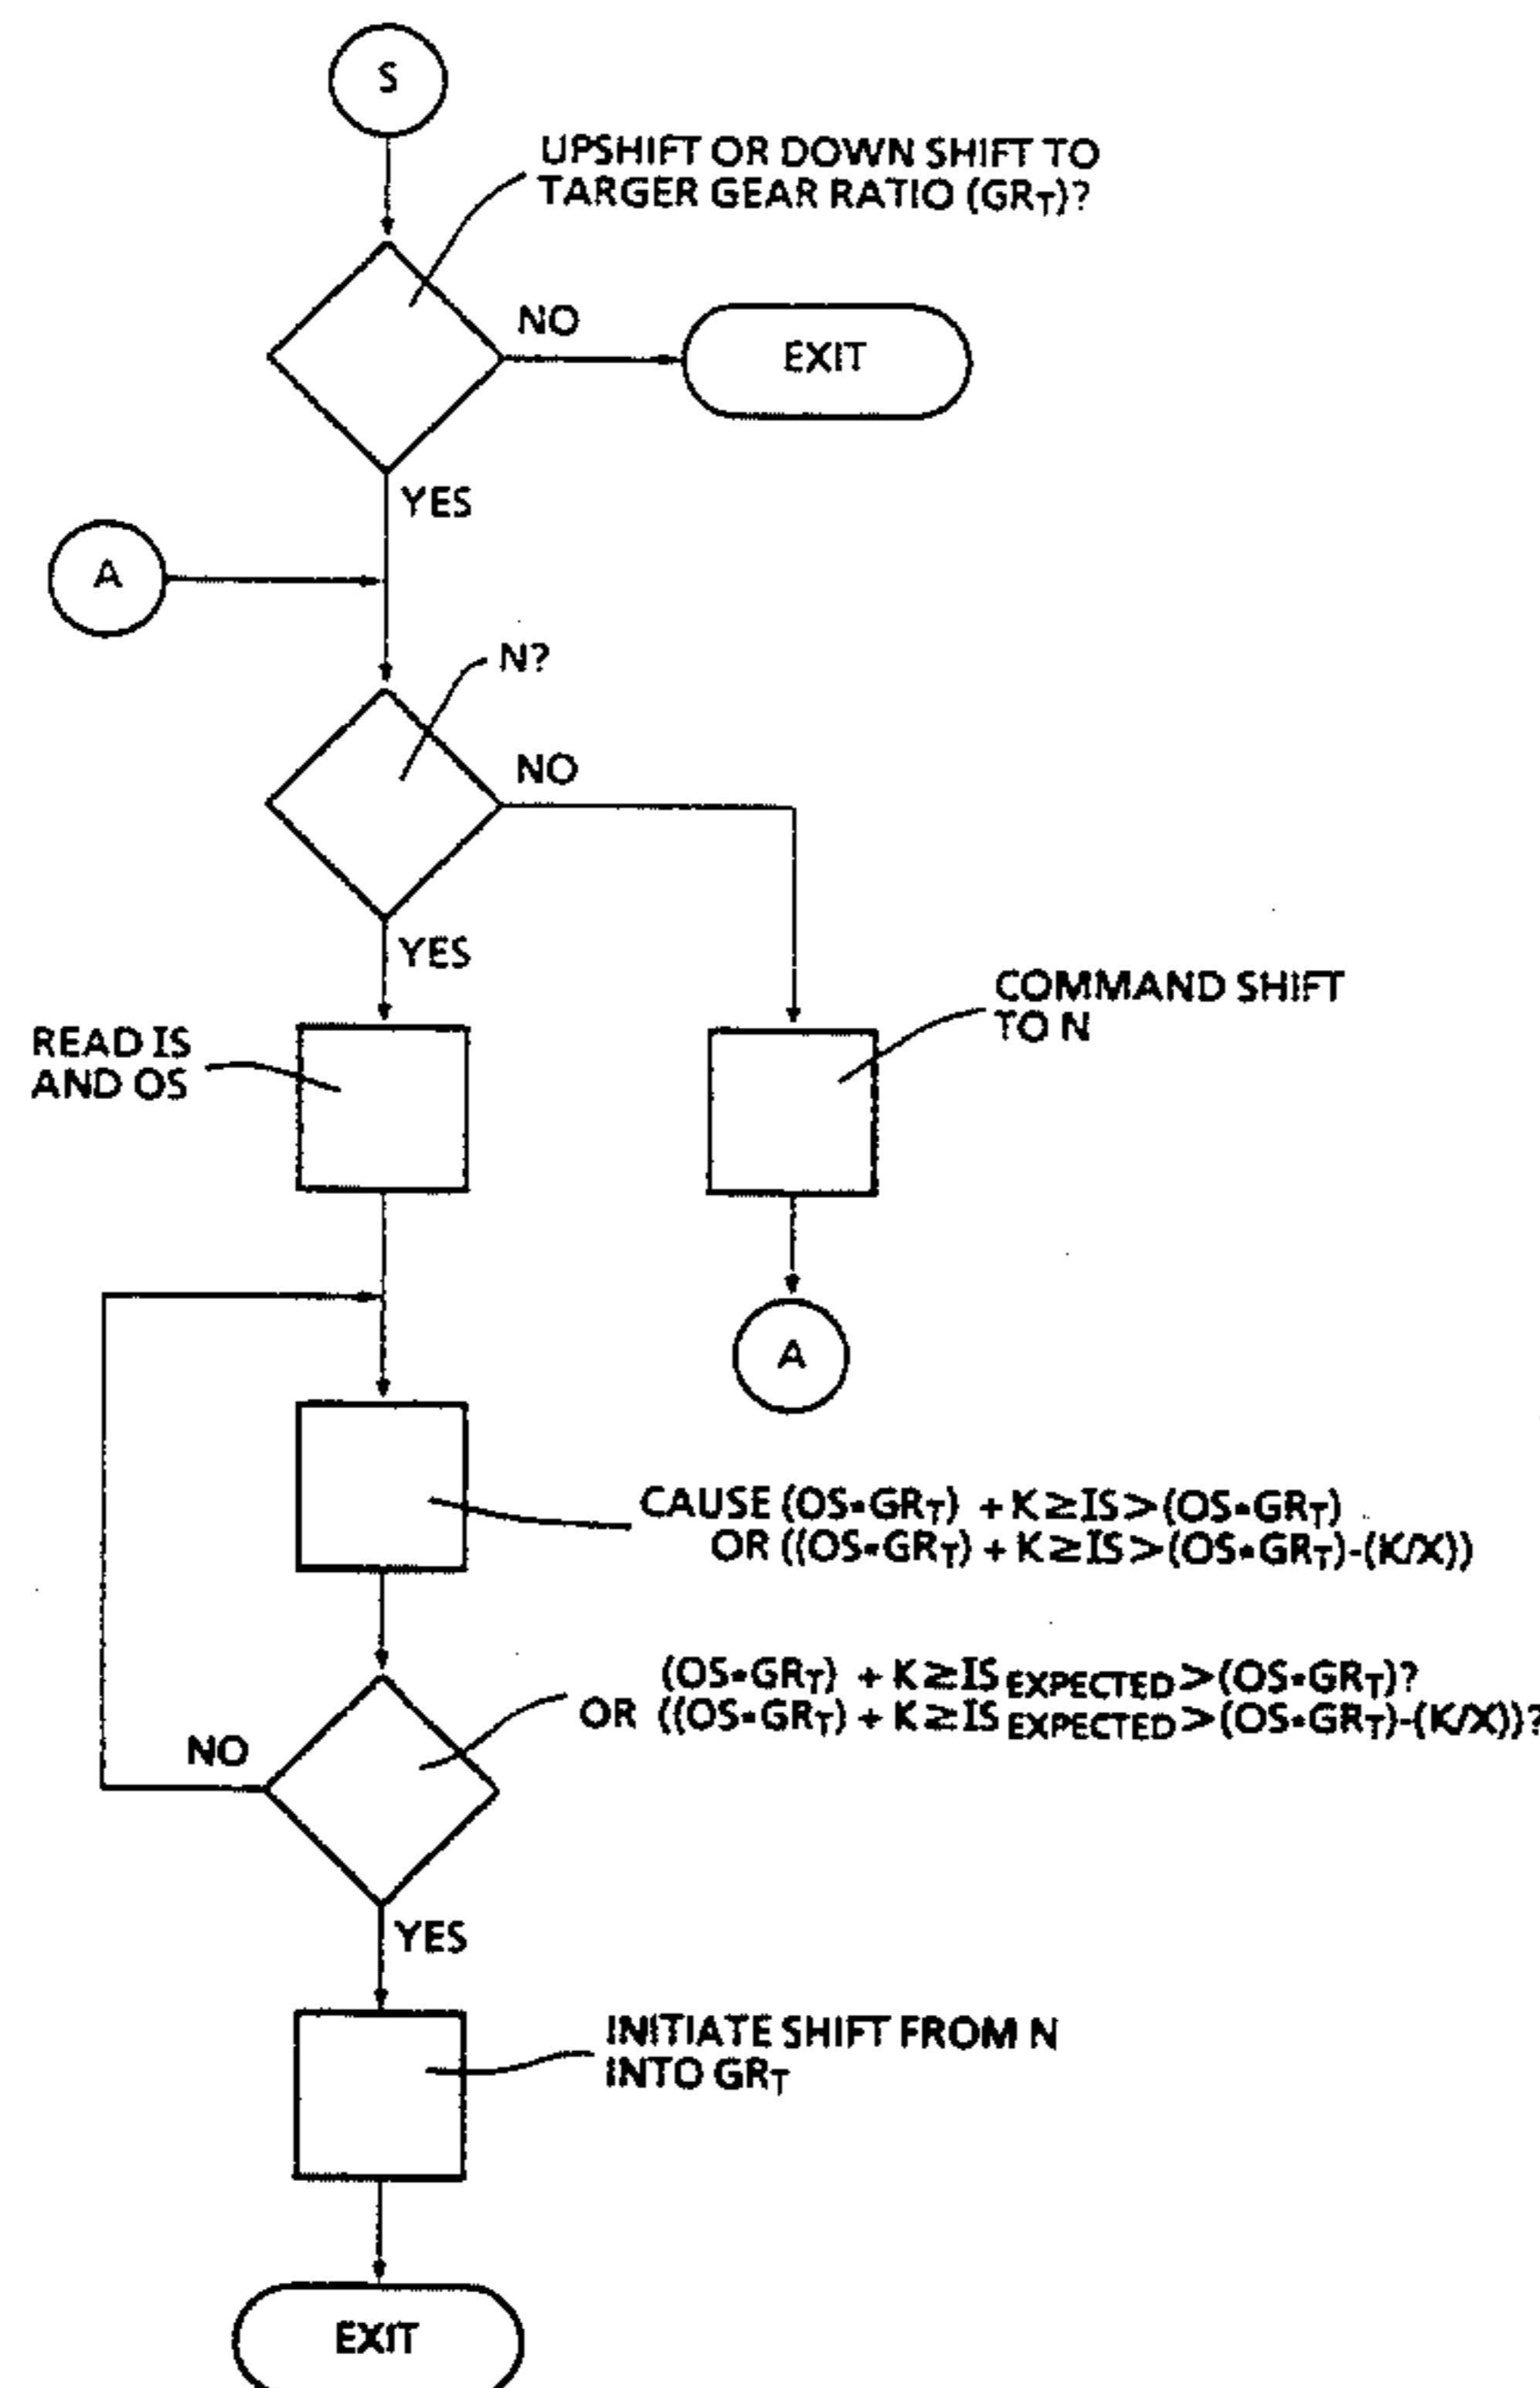 S
UPSHIFT OR DOWN SHIFT TO
TARGER GEAR RATIO (GRT)?
NO
EXIT
YES
A
N?
NO
YES
COMMAND SHIFT
TO N
READ IS
AND OS
A
CAUSE (OS•GRT) + K≥IS>(OS•GRT)
OR ((OS•GRT) + K≥IS>(OS•GRT)-(K/X))
(OS•GRT) + K≥IS EXPECTED>(OS•GRT)?
OR ((OS•GRT) + K≥IS EXPECTED>(OS•GRT)-(K/X))?
NO
YES
INITIATE SHIFT FROM N
INTO GRT
EXIT